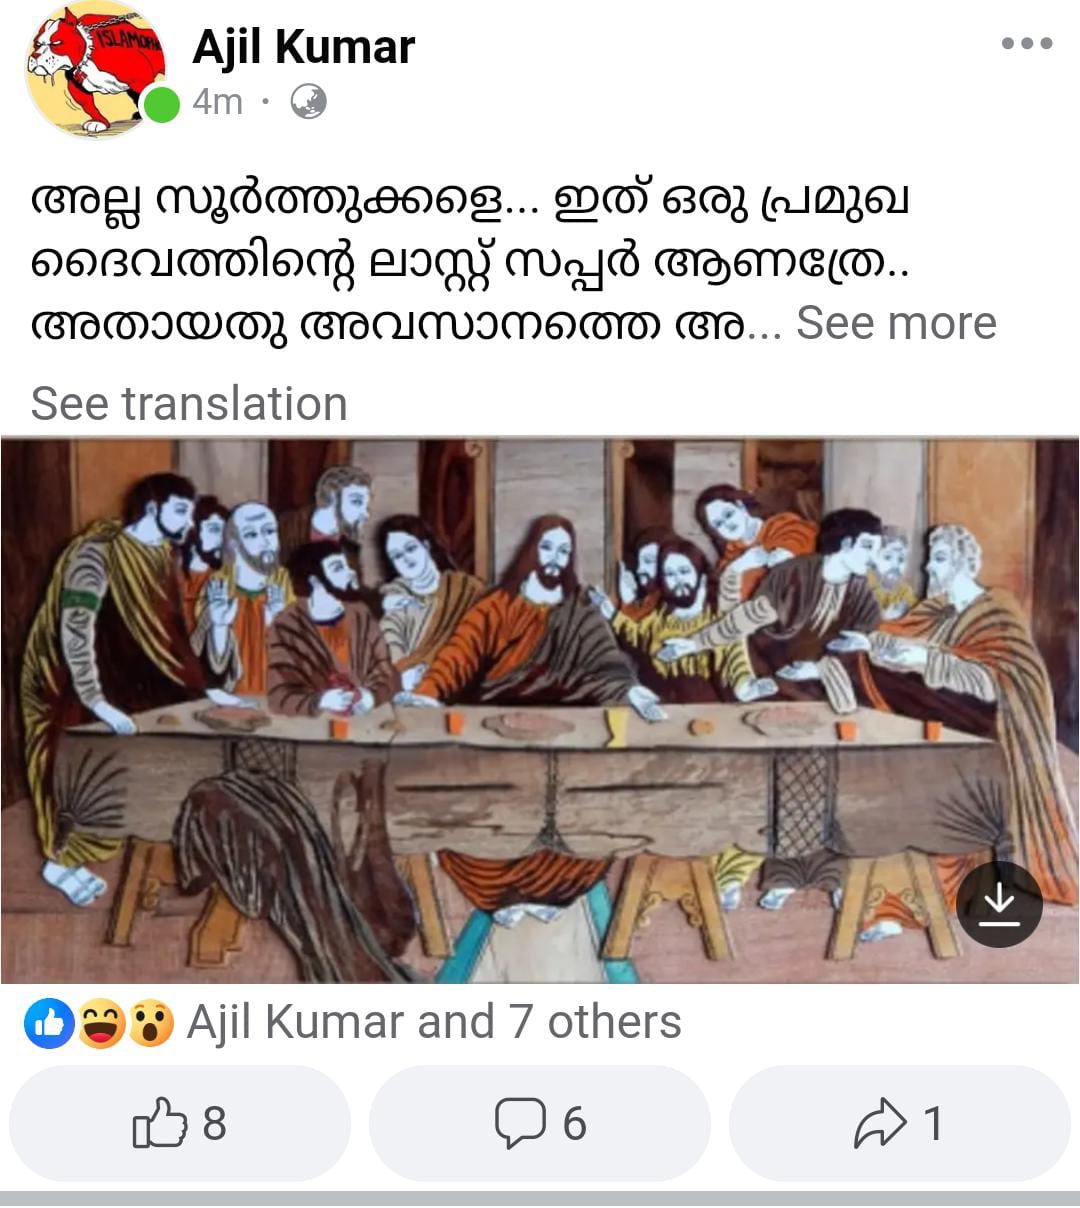 ISLAMOPH
Ajil Kumar
4m ·
അല്ല സൂർത്തുക്കളെ... ഇത് ഒരു പ്രമുഖ
ദൈവത്തിന്റെ ലാസ്റ്റ് സപ്പർ ആണത്രേ..
അതായതു അവസാനത്തെ അ... See more
See translation
Ajil Kumar and 7 others
8
6
1